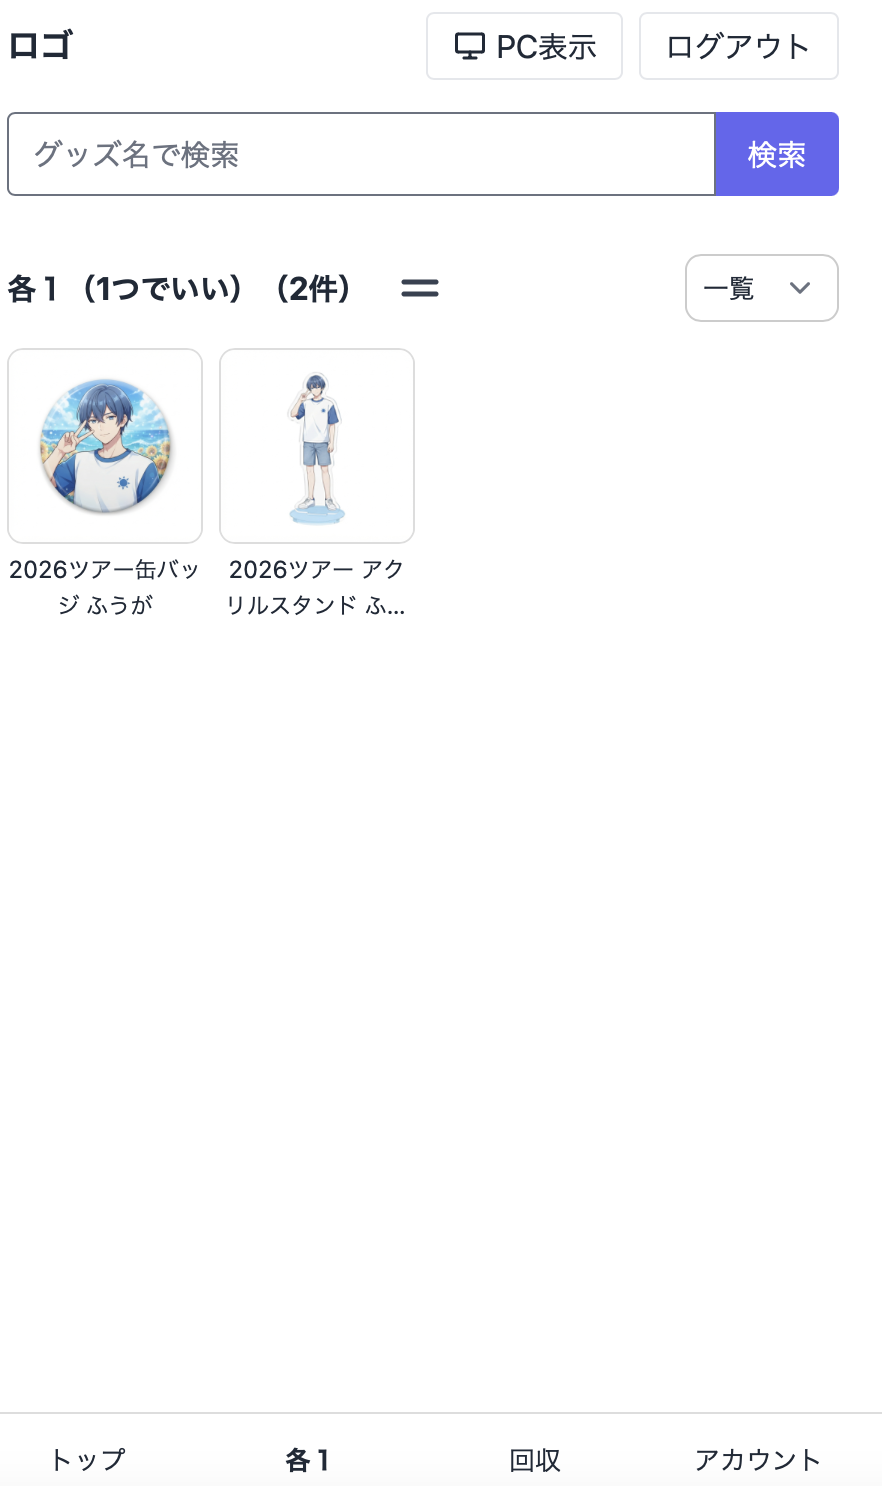 ロゴ
PC表示
ログアウト
グッズ名で検索
検索
各1（1つでいい）（2件）
一覧
2026ツアー缶バッ
ジ ふうが
2026ツアー アク
リルスタンド ふ...
トップ
各1
回収
アカウント